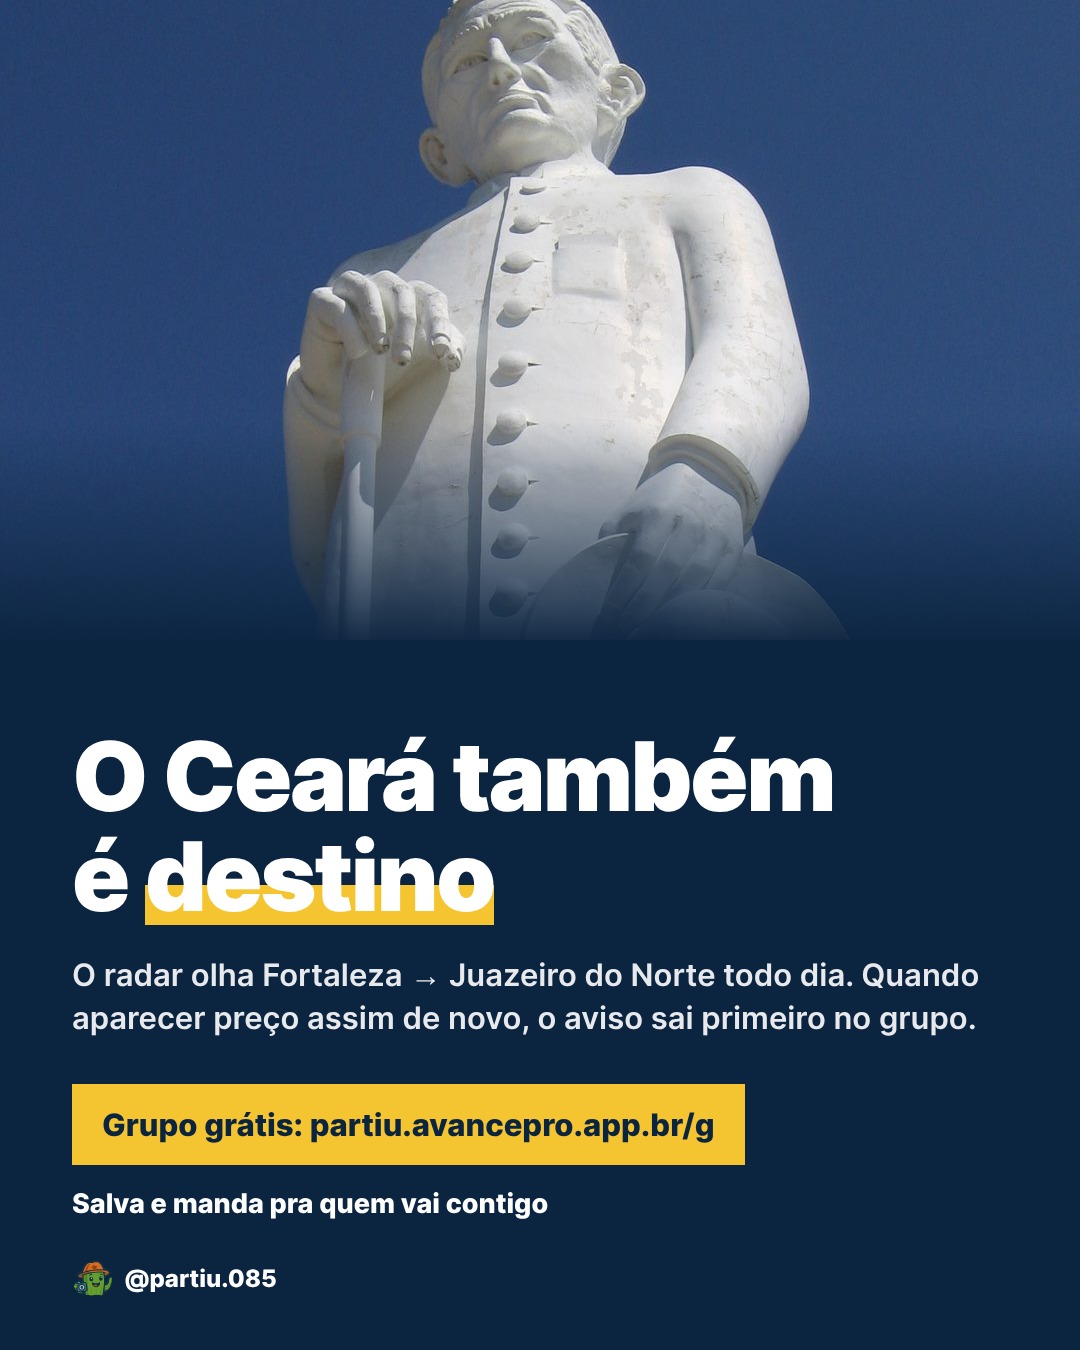 O Ceará também
é destino
O radar olha Fortaleza → Juazeiro do Norte todo dia. Quando
aparecer preço assim de novo, o aviso sai primeiro no grupo.
Grupo grátis: partiu.avancepro.app.br/g
Salva e manda pra quem vai contigo
@partiu.085